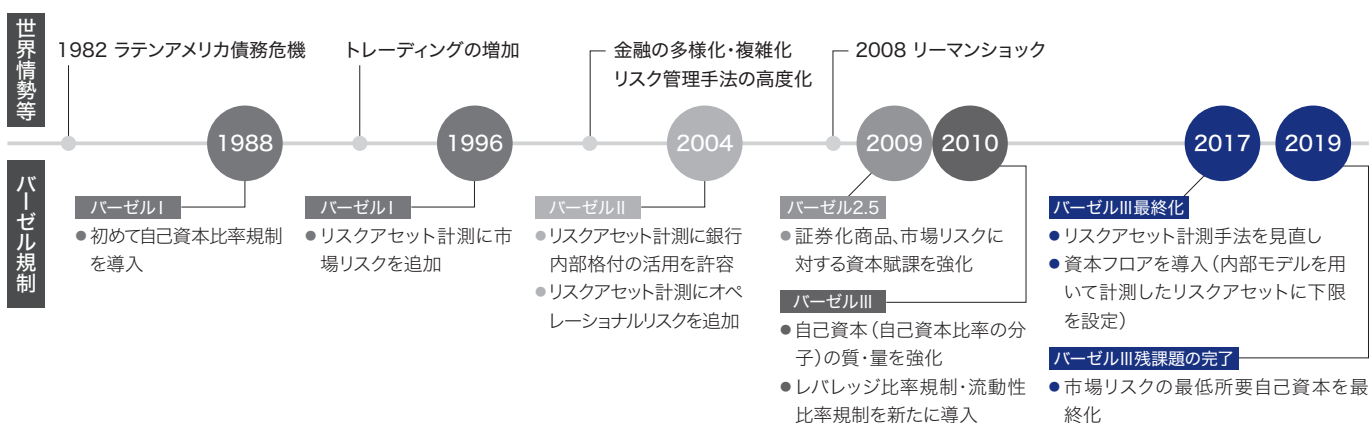 世界情勢等
1982 ラテンアメリカ債務危機
トレーディングの増加
金融の多様化・複雑化
リスク管理手法の高度化
2008 リーマンショック
1988
1996
2004
2009
2010
2017
2019
バーゼル規制
バーゼルⅠ
●初めて自己資本比率規制
を導入
バーゼルⅠ
●リスクアセット計測に市
場リスクを追加
バーゼルⅡ
●リスクアセット計測に銀行
内部格付の活用を許容
●リスクアセット計測にオペ
レーショナルリスクを追加
バーゼル2.5
●証券化商品、市場リスクに
対する資本賦課を強化
バーゼルⅢ
●自己資本(自己資本比率の分
子)の質・量を強化
●レバレッジ比率規制・流動性
比率規制を新たに導入
バーゼルⅢ最終化
●リスクアセット計測手法を見直し
●資本フロアを導入(内部モデルを用
いて計測したリスクアセットに下限
を設定)
バーゼルⅢ残課題の完了
●市場リスクの最低所要自己資本を最
終化